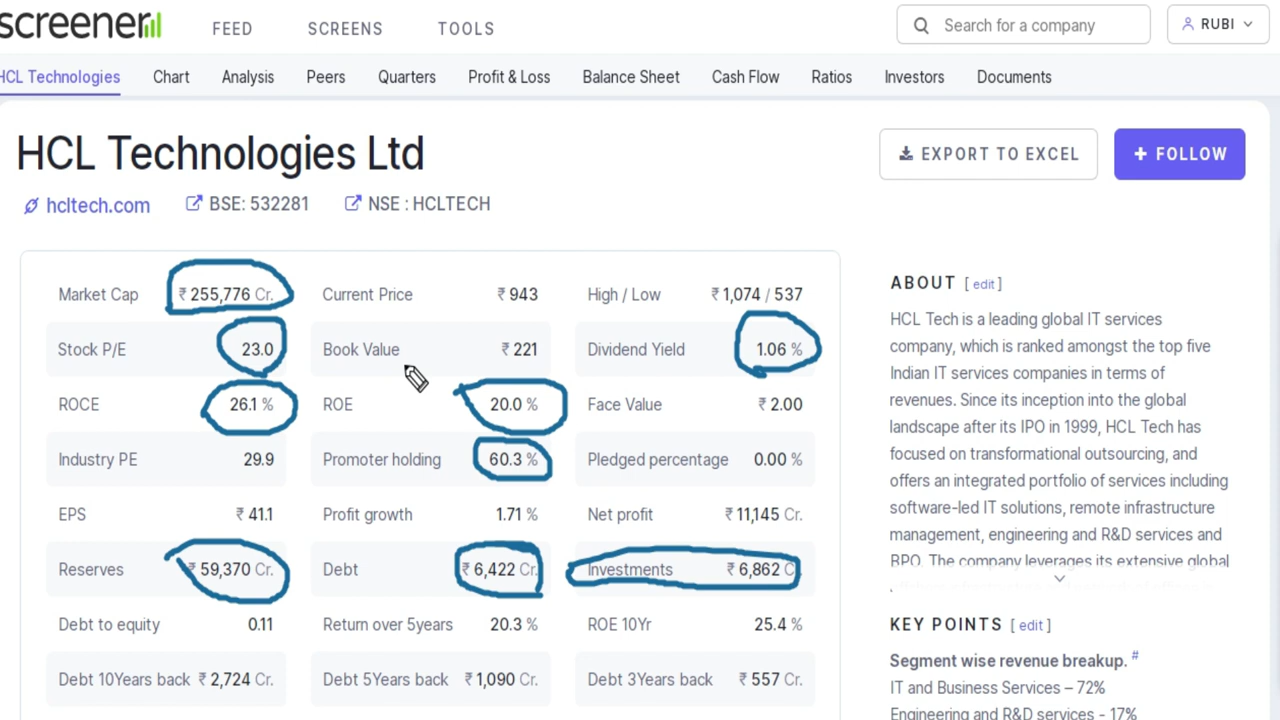 screener
FEED SCREENS TOOLS Search for a company RUBI
HCL Technologies Chart Analysis Peers Quarters Profit & Loss Balance Sheet Cash Flow Ratios Investors Documents
HCL Technologies Ltd
EXPORT TO EXCEL + FOLLOW
hcltech.com BSE: 532281 NSE : HCLTECH
Market Cap ₹ 255,776 Cr. Current Price ₹ 943 High / Low ₹ 1,074 / 537
Stock P/E 23.0 Book Value ₹ 221 Dividend Yield 1.06 %
ROCE 26.1 % ROE 20.0 % Face Value ₹ 2.00
Industry PE 29.9 Promoter holding 60.3 % Pledged percentage 0.00 %
EPS ₹ 41.1 Profit growth 1.71 % Net profit ₹ 11,145 Cr.
Reserves ₹ 59,370 Cr. Debt ₹ 6,422 Cr. Investments ₹ 6,862 C
Debt to equity 0.11 Return over 5years 20.3 % ROE 10Yr 25.4 %
Debt 10Years back ₹ 2,724 Cr. Debt 5Years back ₹ 1,090 Cr. Debt 3Years back ₹ 557 Cr.
ABOUT [ edit ]
HCL Tech is a leading global IT services
company, which is ranked amongst the top five
Indian IT services companies in terms of
revenues. Since its inception into the global
landscape after its IPO in 1999, HCL Tech has
focused on transformational outsourcing, and
offers an integrated portfolio of services including
software-led IT solutions, remote infrastructure
management, engineering and R&D services and
BPO. The company leverages its extensive global
KEY POINTS [ edit ]
Segment wise revenue breakup. #
IT and Business Services – 72%
Engineering and R&D services - 17%